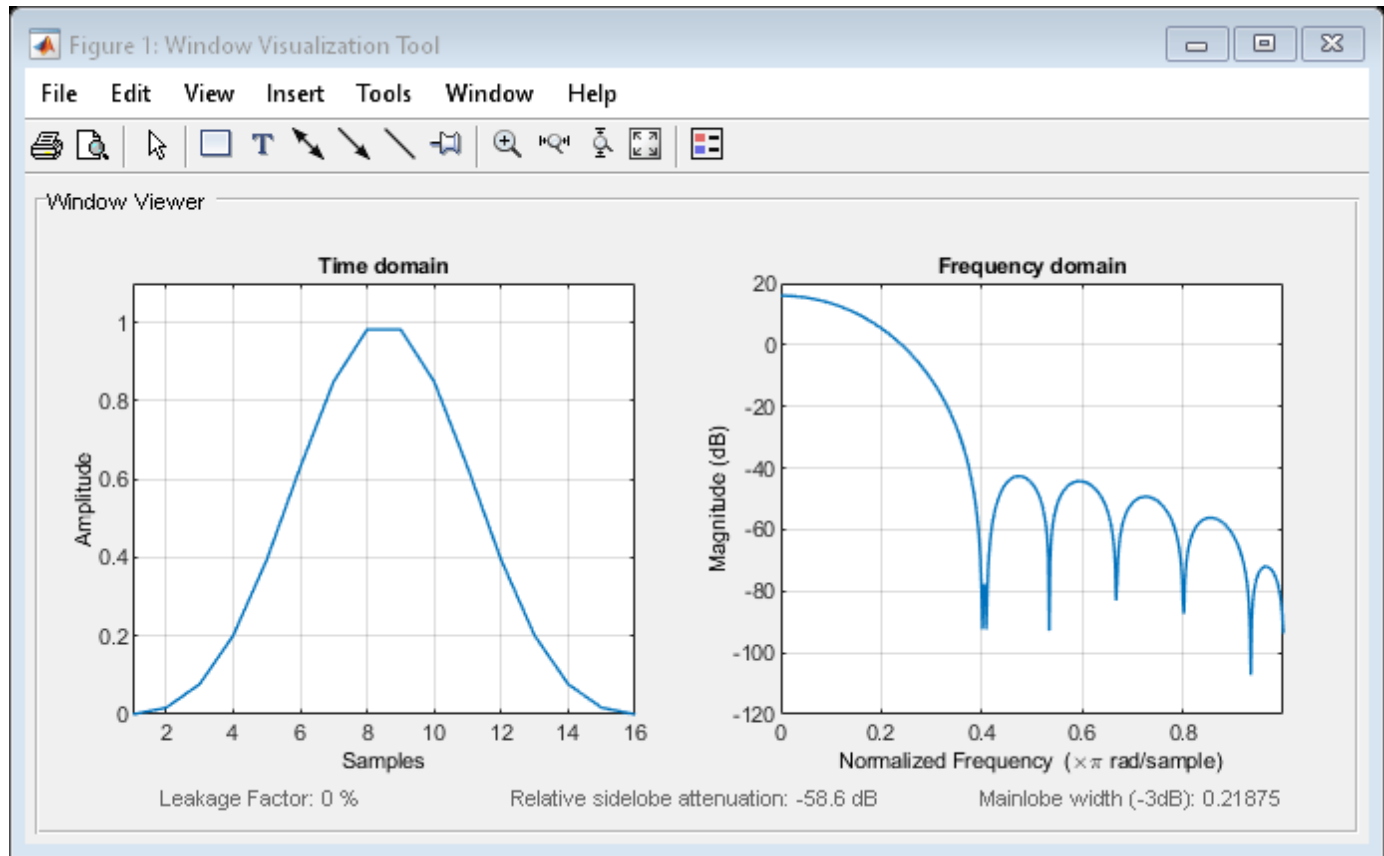 Figure 1: Window Visualization Tool
File Edit View Insert Tools Window Help
T
Window Viewer
Time domain
1
0.8
0.6
0.4
0.2
0
2 4 6 8 10 12 14 16
Amplitude
Samples
Frequency domain
20
0
-20
-40
-60
-80
-100
-120
0 0.2 0.4 0.6 0.8
Magnitude (dB)
Normalized Frequency (×π rad/sample)
Leakage Factor: 0 % Relative sidelobe attenuation: -58.6 dB Mainlobe width (-3dB): 0.21875